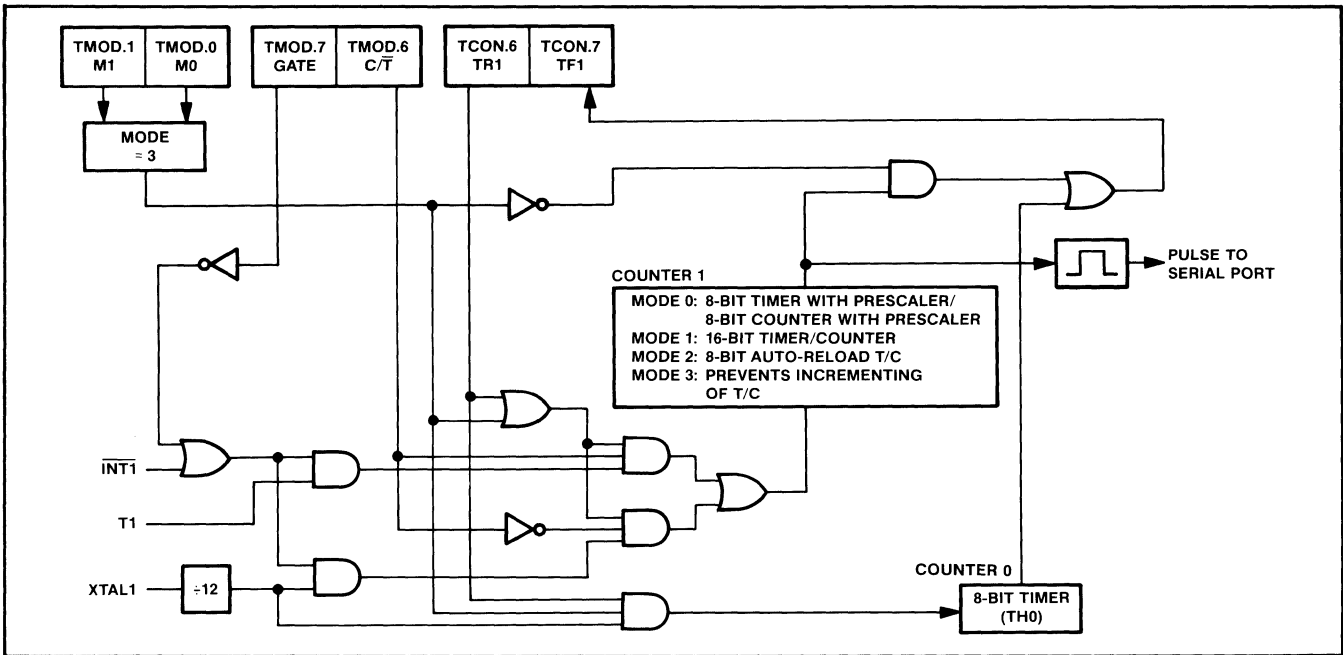 TMOD.1
M1
TMOD.0
M0
TMOD.7
GATE
TMOD.6
C/T̅
TCON.6
TR1
TCON.7
TF1
MODE
= 3
PULSE TO
SERIAL PORT
COUNTER 1
MODE 0: 8-BIT TIMER WITH PRESCALER/
8-BIT COUNTER WITH PRESCALER
MODE 1: 16-BIT TIMER/COUNTER
MODE 2: 8-BIT AUTO-RELOAD T/C
MODE 3: PREVENTS INCREMENTING
OF T/C
I̅N̅T̅1̅
T1
XTAL1
÷12
COUNTER 0
8-BIT TIMER
(TH0)